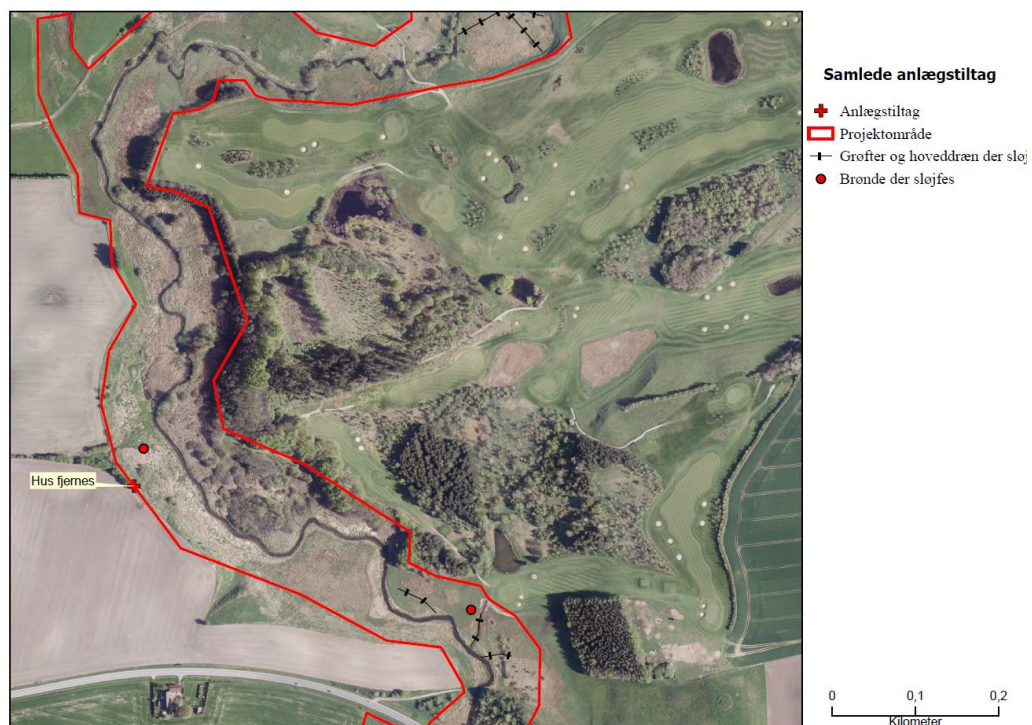 Samlede anlægstiltag
Anlægstiltag
Projektområde
Grøfter og hoveddræn der sløj
Brønde der sløjfes
Hus fjernes
0 0,1 0,2
Kilometer